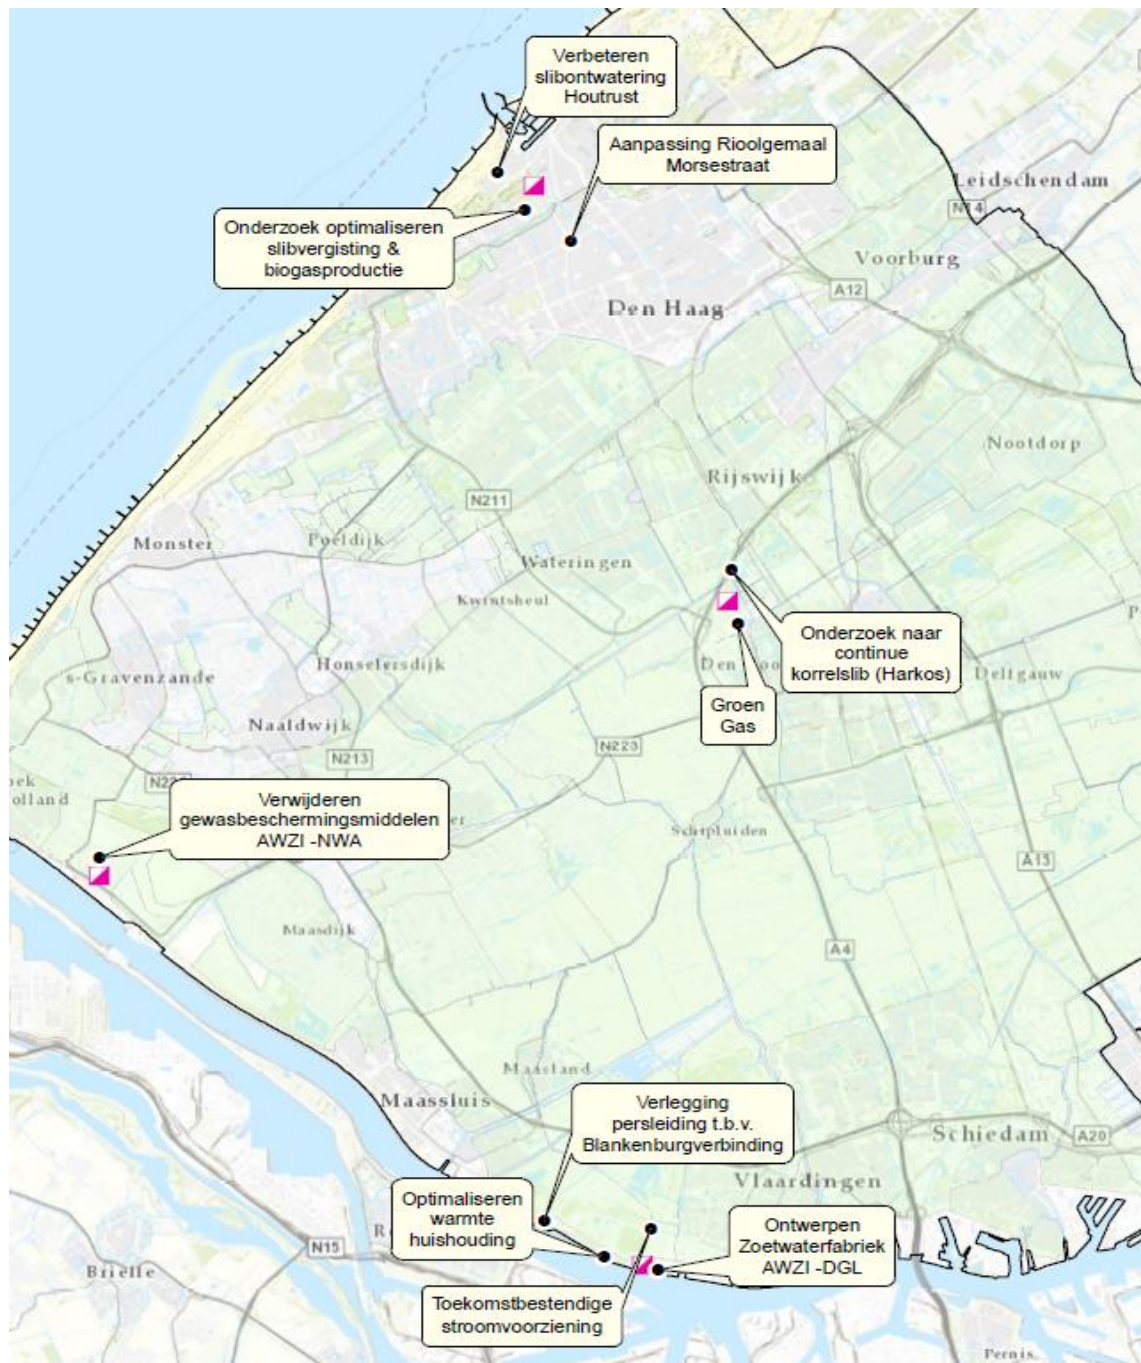 Verbeteren
slibontwatering
Houtrust
Aanpassing Rioolgemaal
Morsestraat
Leidschendam
N14
Onderzoek optimaliseren
slibvergisting &
biogasproductie
Voorburg
A12
Den Haag
Nootdorp
Rijswijk
N211
Monster
Poeldijk
Wateringen
Kwintsheul
Onderzoek naar
continue
korrelslib (Harkos)
Honselersdijk
's-Gravenzande
Den
Delfgauw
Groen
Gas
Naaldwijk
N213
N223
olland
Verwijderen
gewasbeschermingsmiddelen
AWZI -NWA
Schipluiden
A13
Maasdijk
A4
Maasland
Maassluis
Verlegging
persleiding t.b.v.
Blankenburgverbinding
Schiedam
A20
Vlaardingen
Optimaliseren
warmte
huishouding
Ontwerpen
Zoetwaterfabriek
AWZI -DGL
N15
Brielle
Toekomstbestendige
stroomvoorziening
Pernis